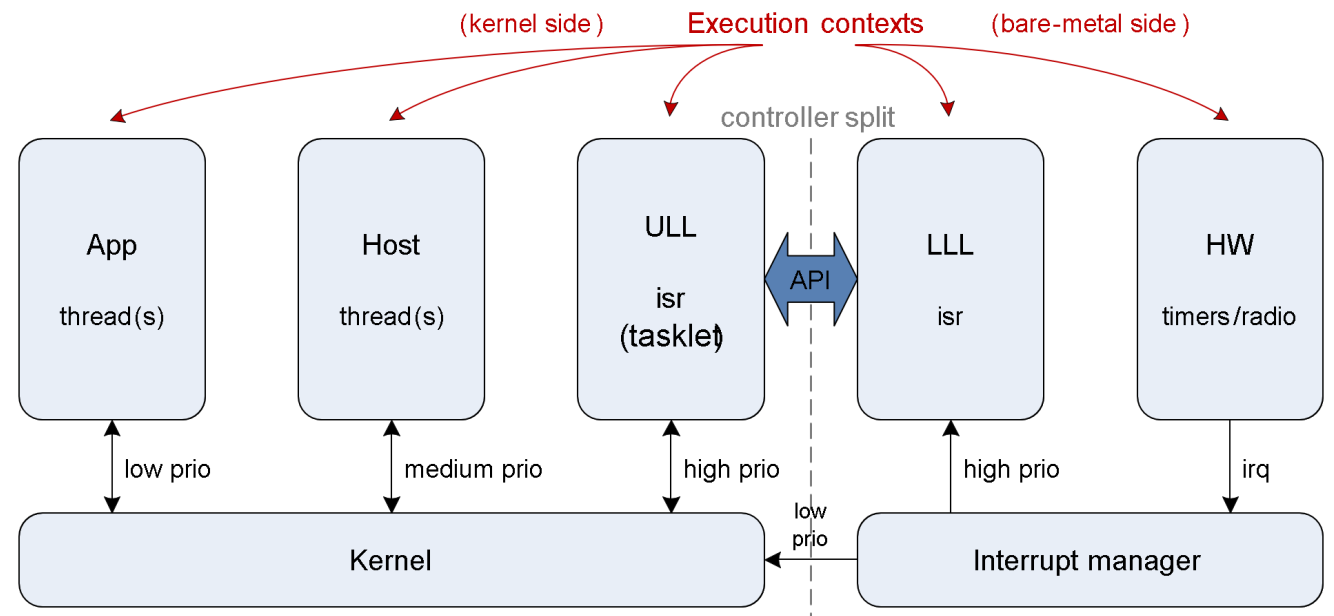 (kernel side) Execution contexts (bare-metal side)
controller split
App
thread(s)
Host
thread(s)
ULL
isr
(tasklet)
API
LLL
isr
HW
timers/radio
low prio
medium prio
high prio
high prio
irq
low
prio
Kernel
Interrupt manager